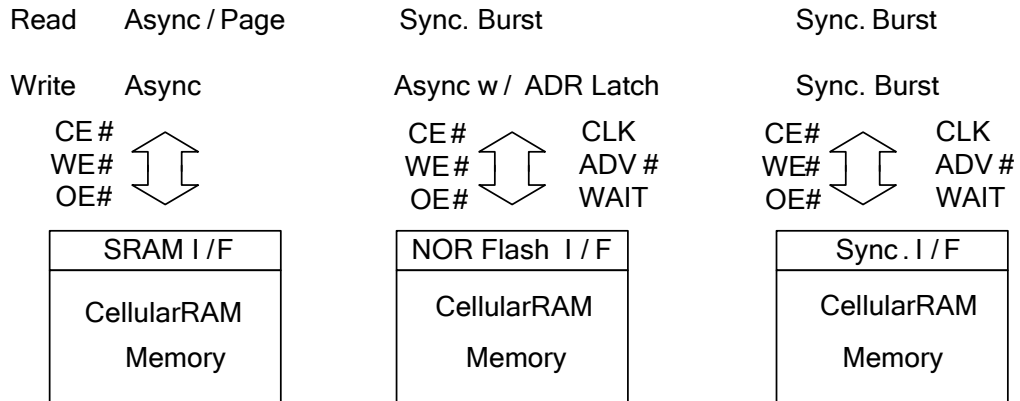 Read Async / Page Sync. Burst Sync. Burst
Write Async Async w / ADR Latch Sync. Burst
CE# CE# CLK CE# CLK
WE# WE# ADV # WE# ADV #
OE# OE# WAIT OE# WAIT
SRAM I / F NOR Flash I / F Sync. I / F
CellularRAM CellularRAM CellularRAM
Memory Memory Memory